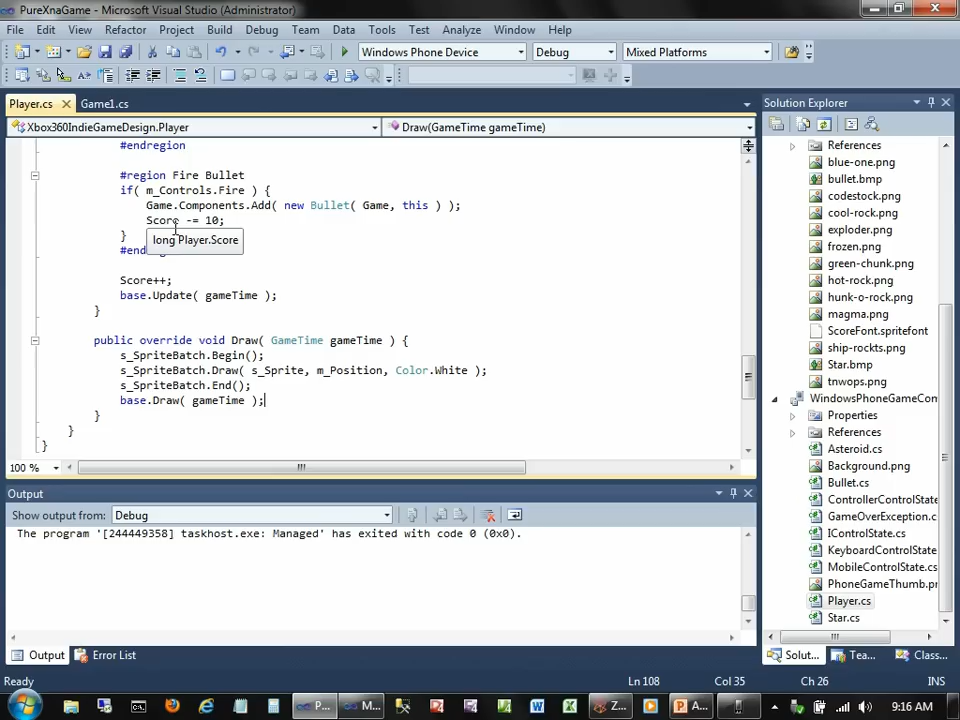 PureXnaGame - Microsoft Visual Studio (Administrator)
File Edit View Refactor Project Build Debug Team Data Tools Test Analyze Window Help
Windows Phone Device Debug Mixed Platforms
Player.cs Game1.cs
Xbox360IndieGameDesign.Player Draw(GameTime gameTime)
#endregion
#region Fire Bullet
if( m_Controls.Fire ) {
Game.Components.Add( new Bullet( Game, this ) );
Score -= 10;
}
long Player.Score
Score++;
base.Update( gameTime );
}
public override void Draw( GameTime gameTime ) {
s_SpriteBatch.Begin();
s_SpriteBatch.Draw( s_Sprite, m_Position, Color.White );
s_SpriteBatch.End();
base.Draw( gameTime );
}
}
}
100 %
Output
Show output from: Debug
The program '[244449358] taskhost.exe: Managed' has exited with code 0 (0x0).
Output Error List
Solution Explorer
References
blue-one.png
bullet.bmp
codestock.png
cool-rock.png
exploder.png
frozen.png
green-chunk.png
hot-rock.png
hunk-o-rock.png
magma.png
ScoreFont.spritefont
ship-rockts.png
Star.bmp
tnwops.png
WindowsPhoneGameCon
Properties
References
Asteroid.cs
Background.png
Bullet.cs
ControllerControlState
GameOverException.c
IControlState.cs
KeyboardControlState
MobileControlState.cs
PhoneGameThumb.pr
Player.cs
Star.cs
Solut... Tea... Class...
Ready Ln 108 Col 35 Ch 26 INS
P... M... Z... A...
9:16 AM